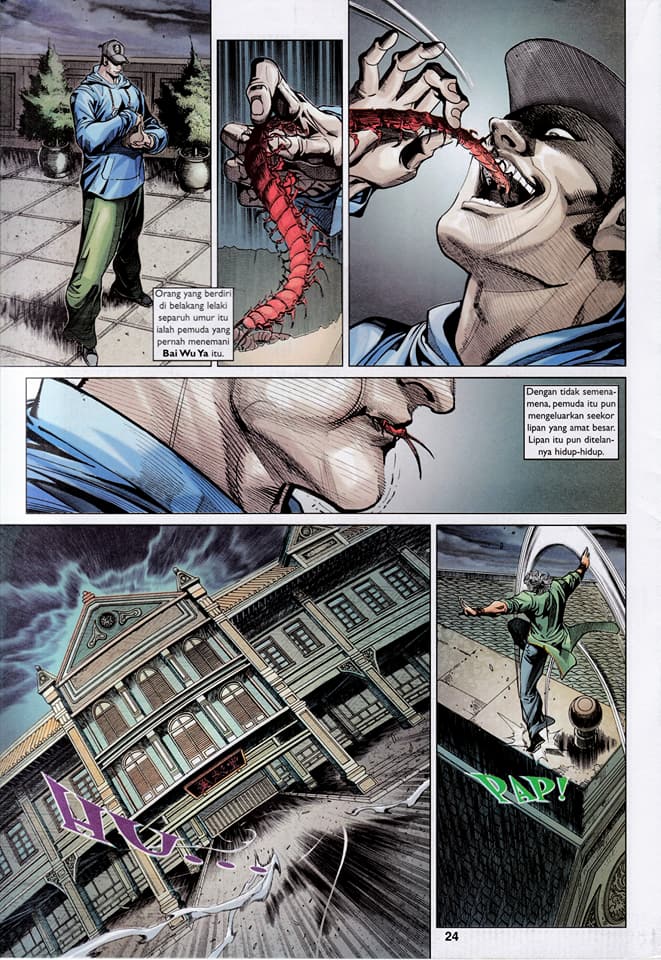 Orang yang berdiri
di belakang lelaki
separuh umur itu
ialah pemuda yang
pernah menemani
Bai Wu Ya itu.
Dengan tidak semena-
mena, pemuda itu pun
mengeluarkan seekor
lipan yang amat besar.
Lipan itu pun ditelan-
nya hidup-hidup.
HU...
PAP!
24